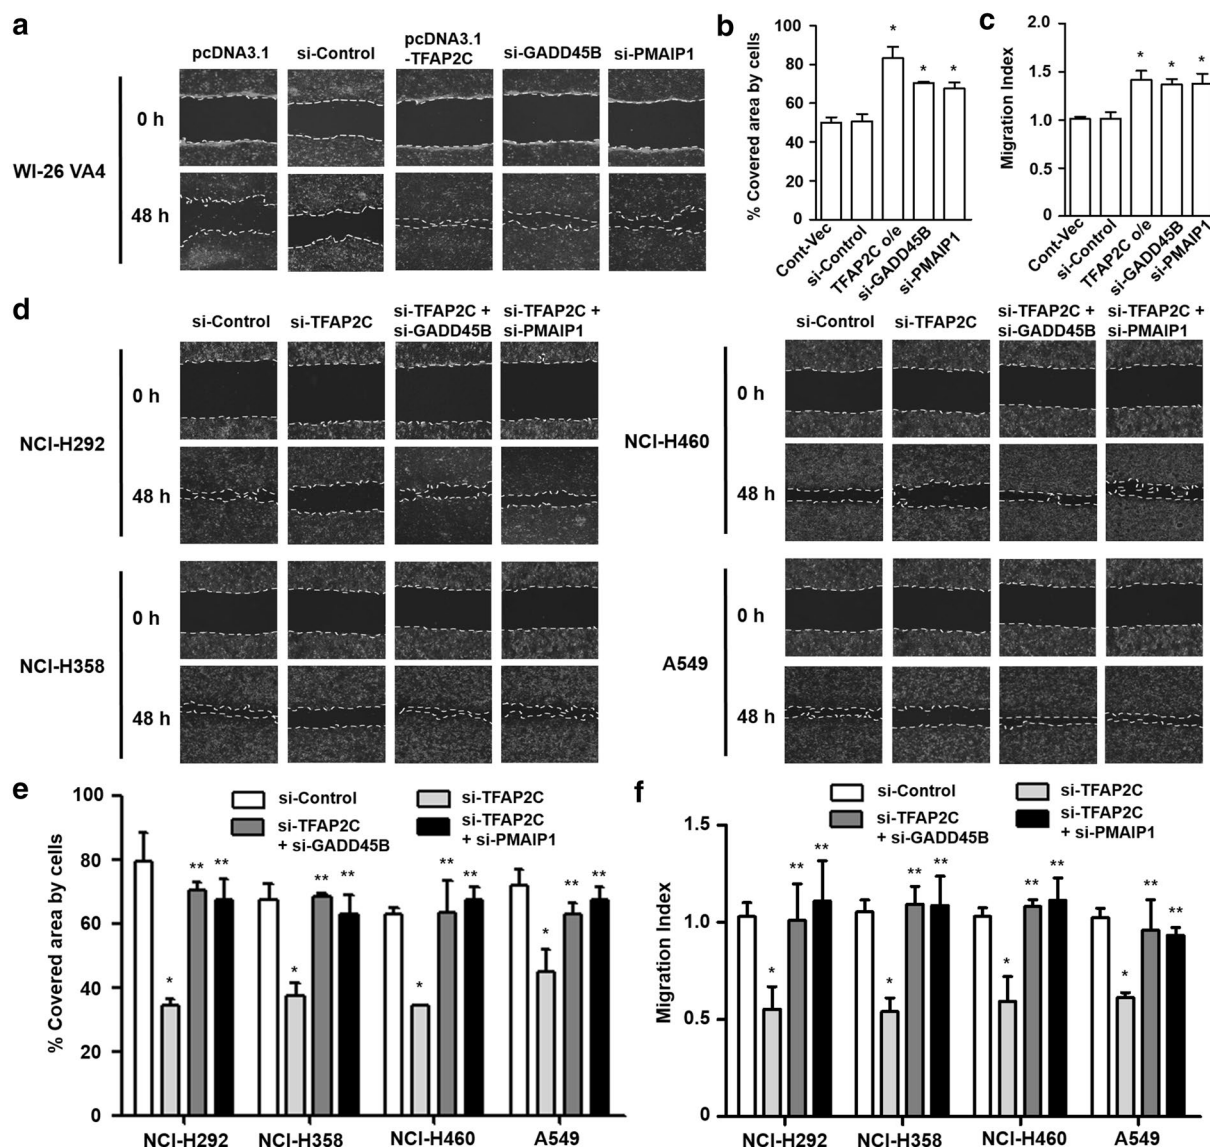 a
pcDNA3.1
si-Control
pcDNA3.1
-TFAP2C
si-GADD45B
si-PMAIP1
WI-26 VA4
0 h
48 h
b
% Covered area by cells
100
80
60
40
20
0
*
*
*
Cont-Vec
si-Control
TFAP2C o/e
si-GADD45B
si-PMAIP1
c
Migration Index
2.0
1.5
1.0
0.5
0.0
*
*
*
Cont-Vec
si-Control
TFAP2C o/e
si-GADD45B
si-PMAIP1
d
si-Control
si-TFAP2C
si-TFAP2C +
si-GADD45B
si-TFAP2C +
si-PMAIP1
NCI-H292
0 h
48 h
NCI-H358
0 h
48 h
si-Control
si-TFAP2C
si-TFAP2C +
si-GADD45B
si-TFAP2C +
si-PMAIP1
NCI-H460
0 h
48 h
A549
0 h
48 h
e
si-Control
si-TFAP2C
si-TFAP2C
+ si-GADD45B
si-TFAP2C
+ si-PMAIP1
% Covered area by cells
100
80
60
40
20
0
*
**
**
*
**
**
*
**
**
*
**
**
NCI-H292
NCI-H358
NCI-H460
A549
f
si-Control
si-TFAP2C
si-TFAP2C
+ si-GADD45B
si-TFAP2C
+ si-PMAIP1
Migration Index
1.5
1.0
0.5
0.0
*
**
**
*
**
**
*
**
**
*
**
**
NCI-H292
NCI-H358
NCI-H460
A549